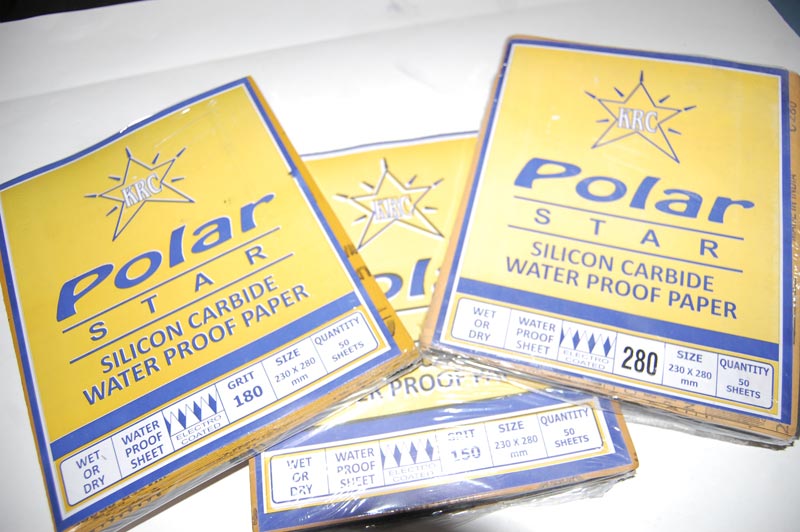 KRC
Polar
STAR
SILICON CARBIDE
WATER PROOF PAPER
WET OR DRY
WATER PROOF SHEET
ELECTRO COATED
GRIT 180
SIZE 230 X 280 mm
QUANTITY 50 SHEETS
KRC
Pol
PROOF
WET OR DRY
WATER PROOF SHEET
ELECTRO COATED
GRIT 150
SIZE 230 X 280 mm
QUANTITY 50 SHEETS
KRC
Polar
STAR
SILICON CARBIDE
WATER PROOF PAPER
WET OR DRY
WATER PROOF SHEET
ELECTRO COATED
280
SIZE 230 X 280 mm
QUANTITY 50 SHEETS